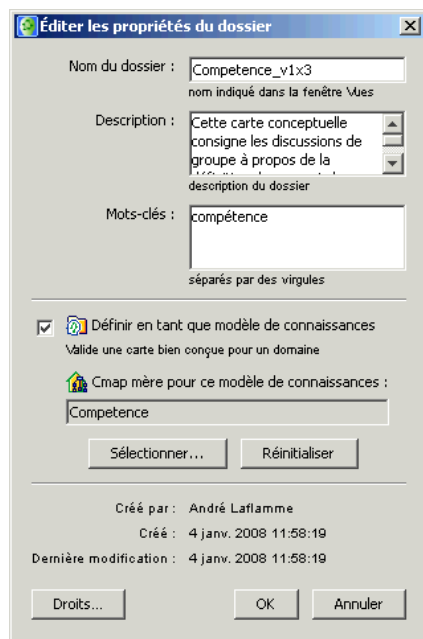 Éditer les propriétés du dossier
Nom du dossier : Competence_v1x3
nom indiqué dans la fenêtre Vues
Description : Cette carte conceptuelle
consigne les discussions de
groupe à propos de la
description du dossier
Mots-clés : compétence
séparés par des virgules
Définir en tant que modèle de connaissances
Valide une carte bien conçue pour un domaine
Cmap mère pour ce modèle de connaissances :
Competence
Sélectionner... Réinitialiser
Créé par : André Laflamme
Créé : 4 janv. 2008 11:58:19
Dernière modification : 4 janv. 2008 11:58:19
Droits... OK Annuler